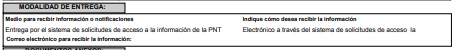 MODALIDAD DE ENTREGA:
Medio para recibir información o notificaciones Indique cómo desea recibir la información
Entrega por el sistema de solicitudes de acceso a la información de la PNT Electrónico a través del sistema de solicitudes de acceso la
Correo electrónico para recibir la información:
DOCUMENTOS ANEXOS: